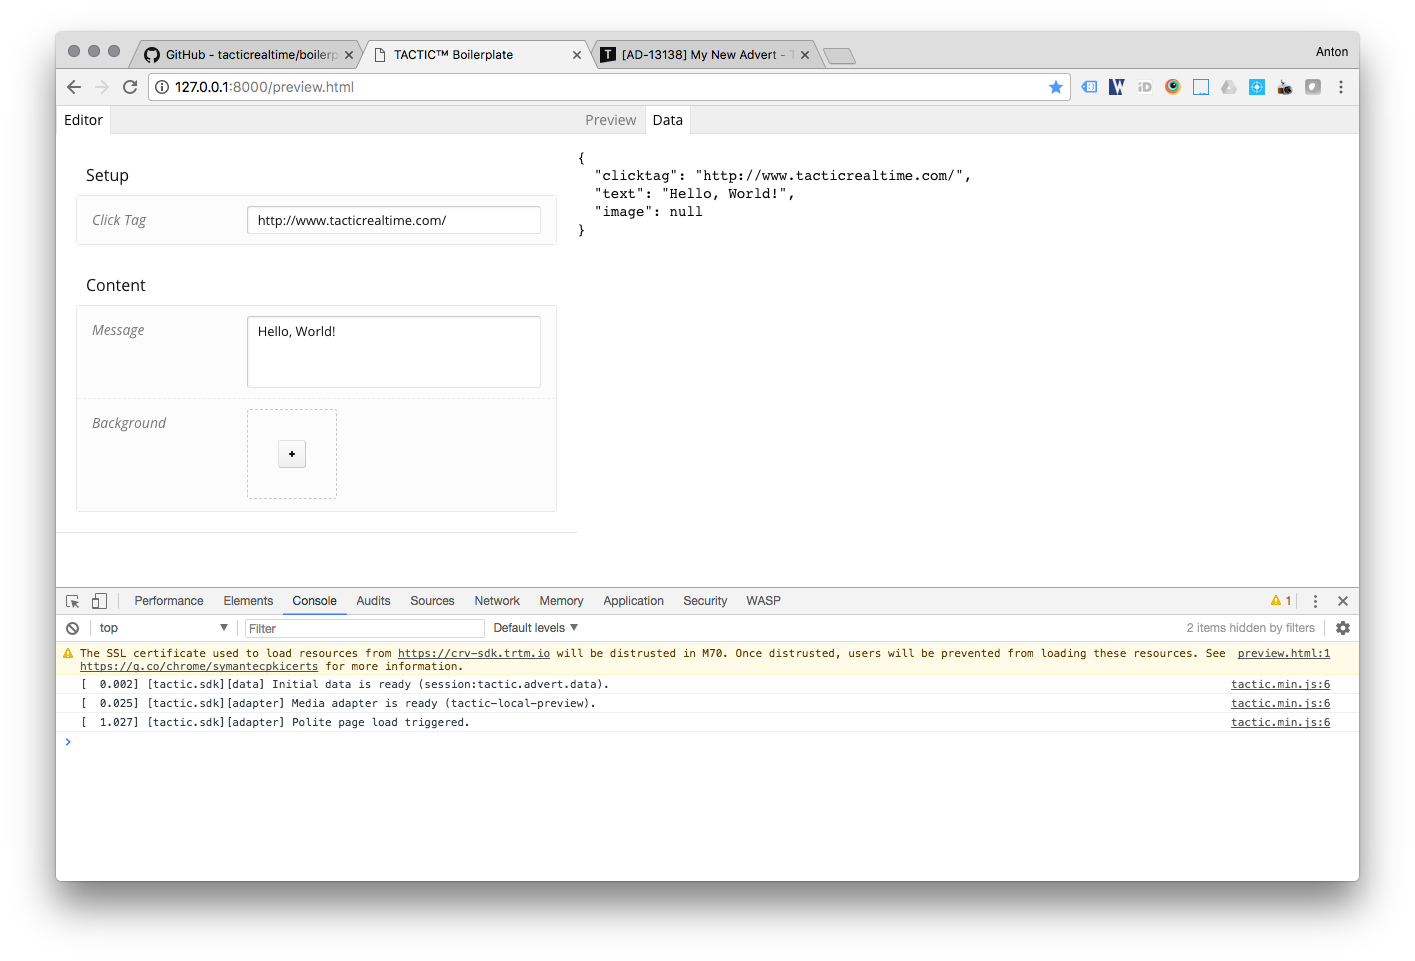 GitHub - tacticrealtime/boilerp
TACTIC™ Boilerplate
[AD-13138] My New Advert - T
Anton
127.0.0.1:8000/preview.html
Editor
Preview
Data
Setup
Click Tag
http://www.tacticrealtime.com/
Content
Message
Hello, World!
Background
+
{
"clicktag": "http://www.tacticrealtime.com/",
"text": "Hello, World!",
"image": null
}
Performance Elements Console Audits Sources Network Memory Application Security WASP
1
top
Filter
Default levels ▼
2 items hidden by filters
The SSL certificate used to load resources from https://crv-sdk.trtm.io will be distrusted in M70. Once distrusted, users will be prevented from loading these resources. See preview.html:1
https://g.co/chrome/symantecpkicerts for more information.
[  0.002] [tactic.sdk][data] Initial data is ready (session:tactic.advert.data). tactic.min.js:6
[  0.025] [tactic.sdk][adapter] Media adapter is ready (tactic-local-preview). tactic.min.js:6
[  1.027] [tactic.sdk][adapter] Polite page load triggered. tactic.min.js:6